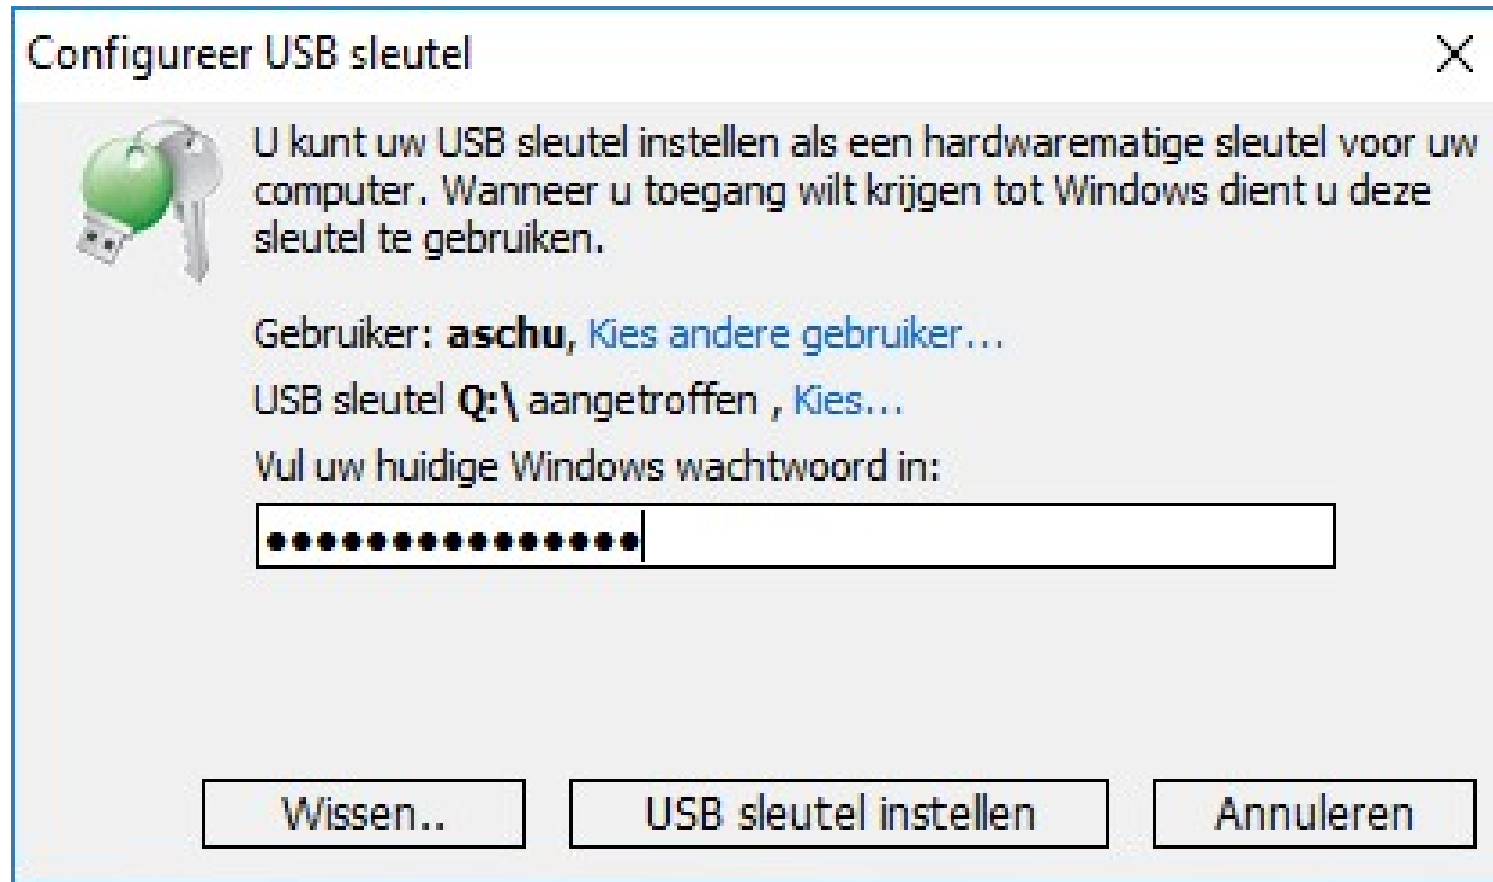 Configureer USB sleutel
U kunt uw USB sleutel instellen als een hardwarematige sleutel voor uw
computer. Wanneer u toegang wilt krijgen tot Windows dient u deze
sleutel te gebruiken.
Gebruiker: aschu, Kies andere gebruiker...
USB sleutel Q:\ aangetroffen , Kies...
Vul uw huidige Windows wachtwoord in:
●●●●●●●●●●●●●●●
Wissen.. USB sleutel instellen Annuleren